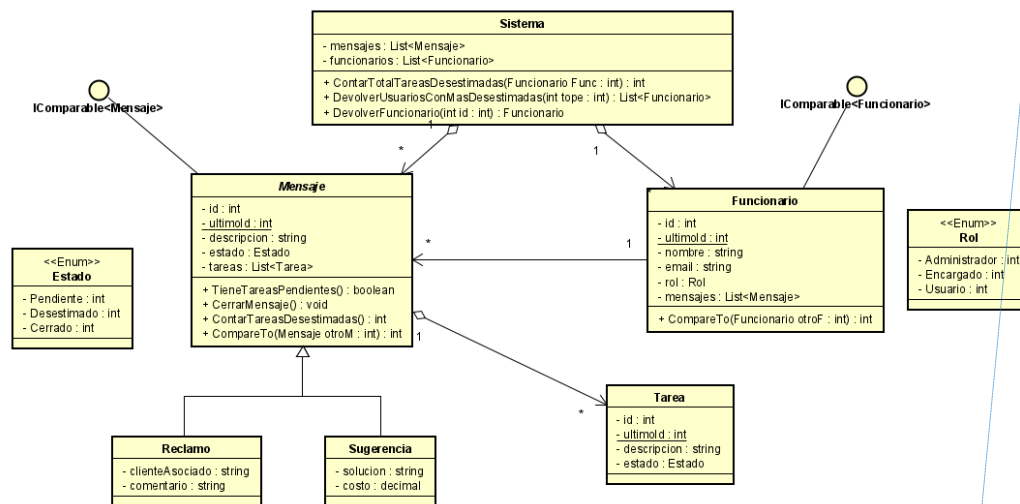 Sistema
- mensajes : List<Mensaje>
- funcionarios : List<Funcionario>
+ ContarTotalTareasDesestimadas(Funcionario Func : int) : int
+ DevolverUsuariosConMasDesestimadas(int tope : int) : List<Funcionario>
+ DevolverFuncionario(int id : int) : Funcionario
IComparable<Mensaje>
IComparable<Funcionario>
1
*
1
*
Mensaje
- id : int
- ultimoId : int
- descripcion : string
- estado : Estado
- tareas : List<Tarea>
+ TieneTareasPendientes() : boolean
+ CerrarMensaje() : void
+ ContarTareasDesestimadas() : int
+ CompareTo(Mensaje otroM : int) : int
*
1
Funcionario
- id : int
- ultimoId : int
- nombre : string
- email : string
- rol : Rol
- mensajes : List<Mensaje>
+ CompareTo(Funcionario otroF : int) : int
<<Enum>>
Rol
- Administrador : int
- Encargado : int
- Usuario : int
<<Enum>>
Estado
- Pendiente : int
- Desestimado : int
- Cerrado : int
1
*
Tarea
- id : int
- ultimoId : int
- descripcion : string
- estado : Estado
Reclamo
- clienteAsociado : string
- comentario : string
Sugerencia
- solucion : string
- costo : decimal